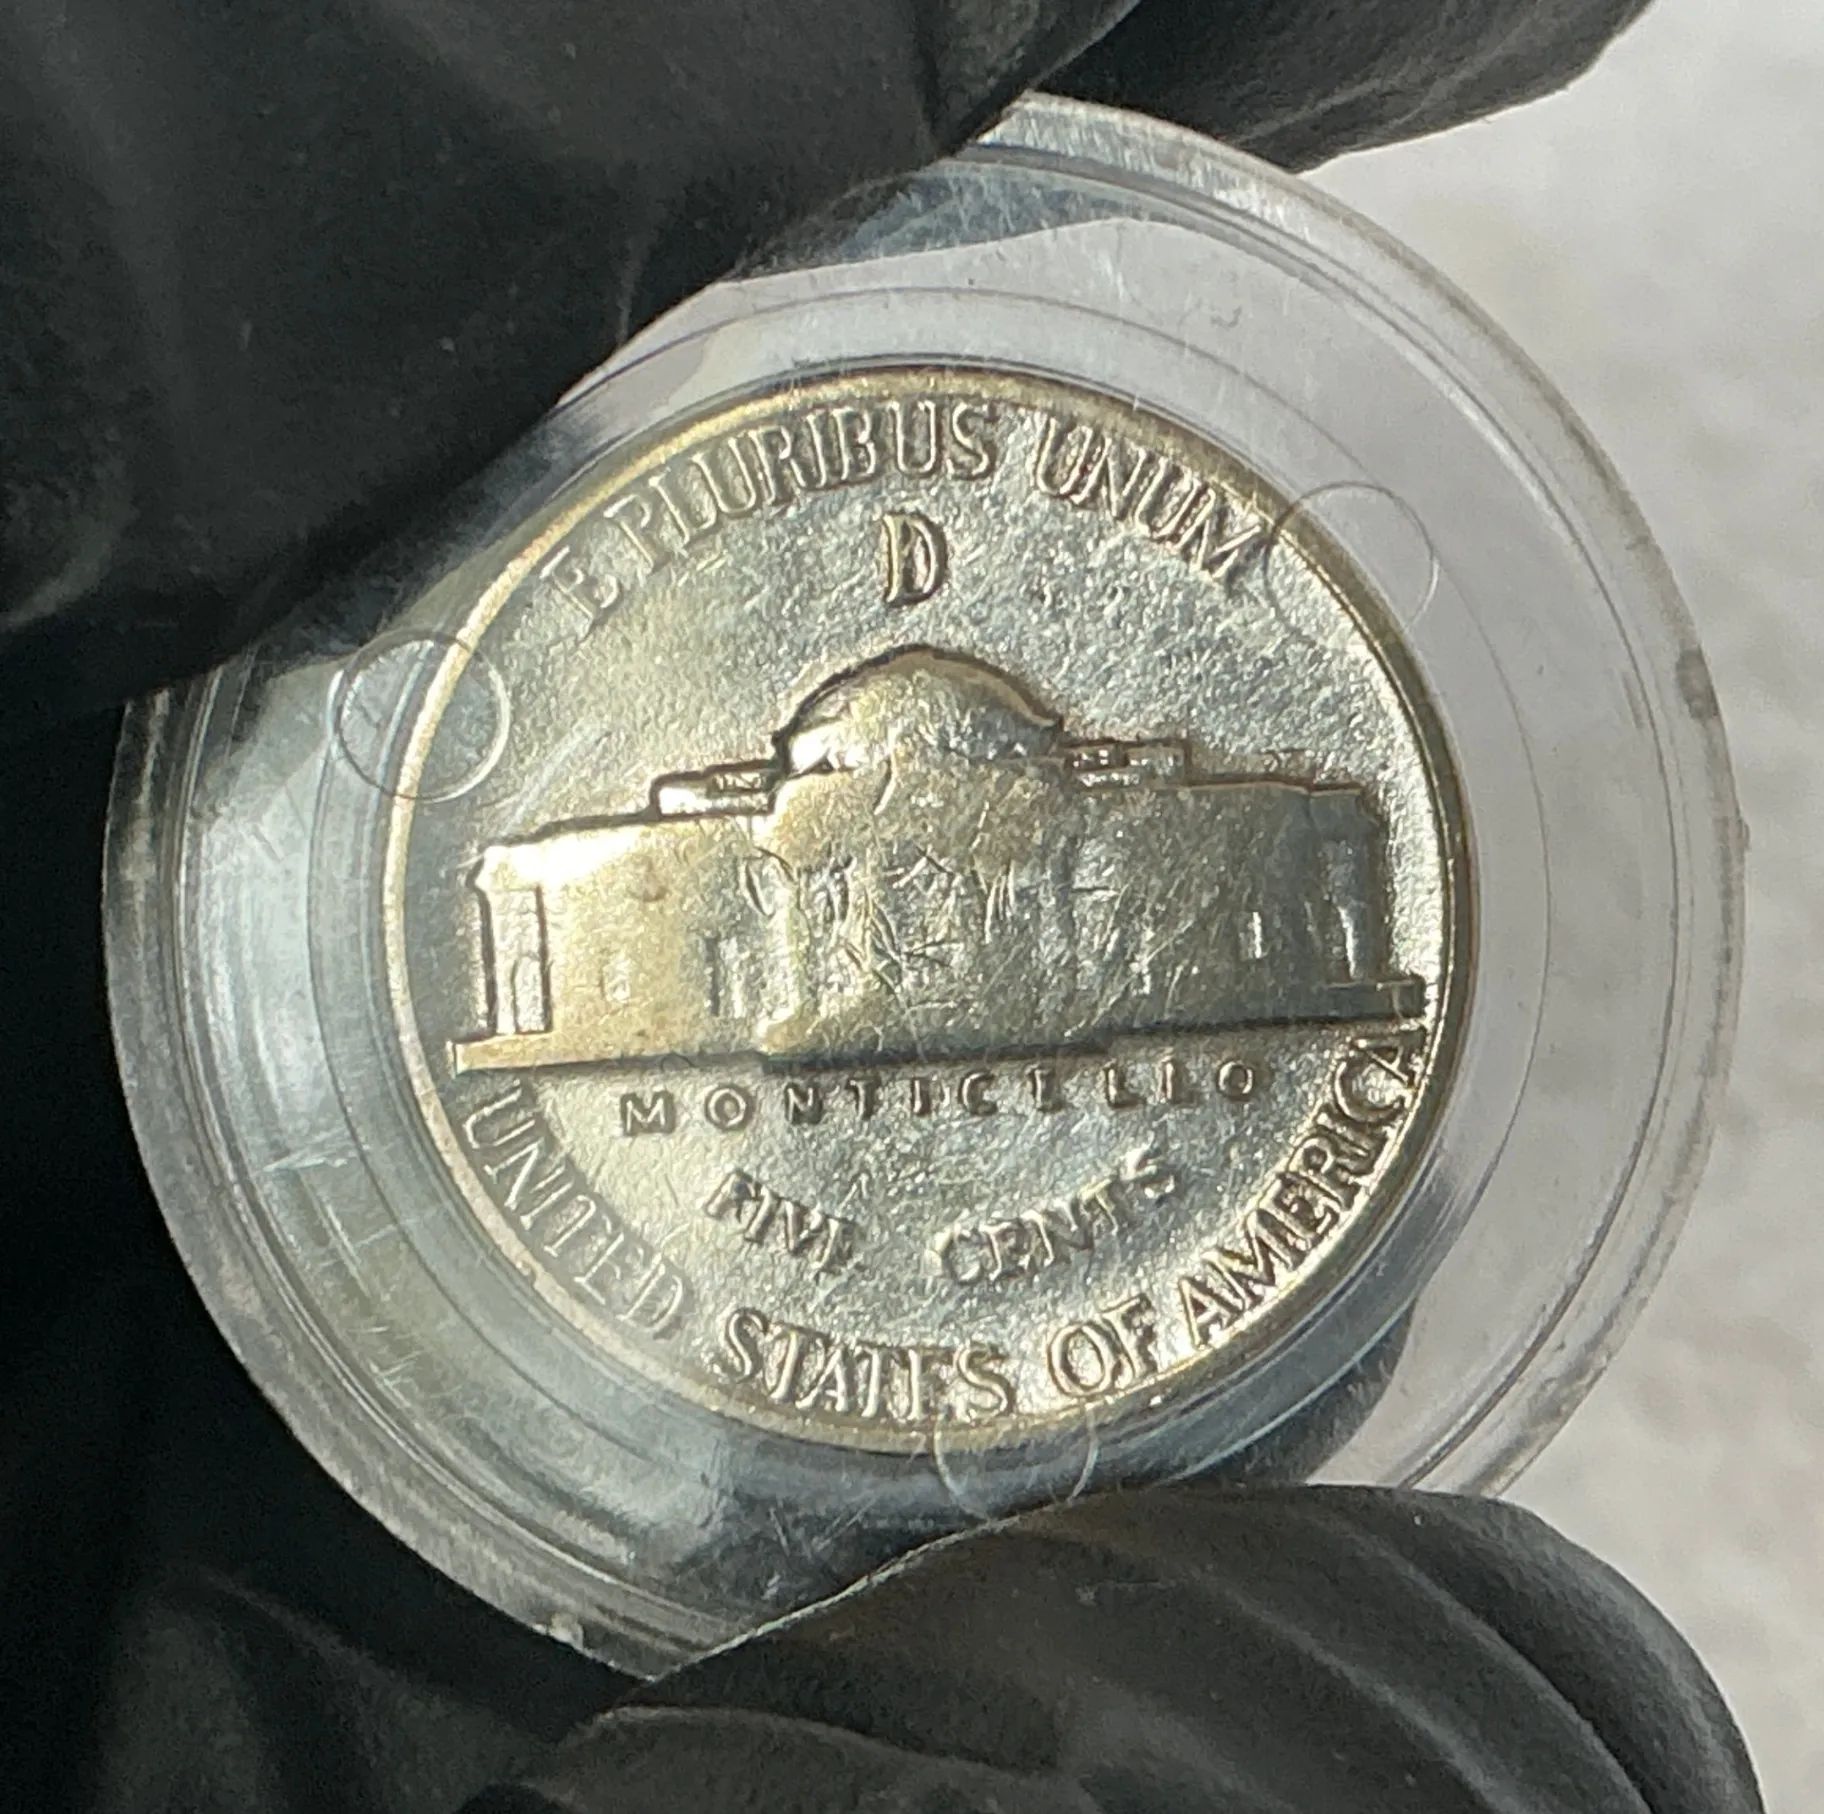 E PLURIBUS UNUM
D
MONTICELLO
FIVE CENTS
UNITED STATES OF AMERICA